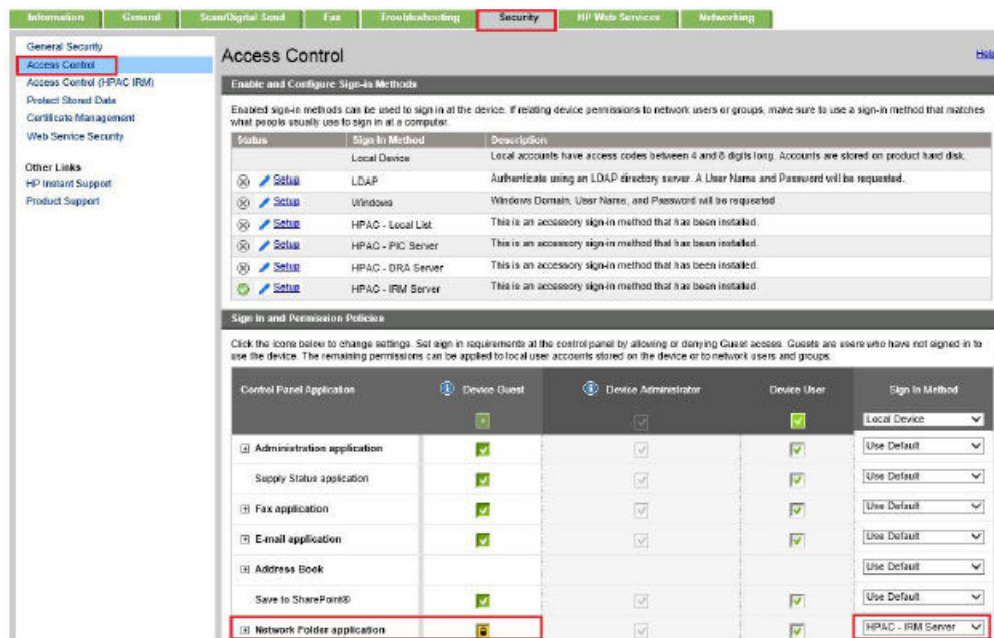 Information General Scan/Digital Send Fax Troubleshooting Security HP Web Services Networking
General Security
Access Control
Access Control (HPAC IRM)
Protect Stored Data
Certificate Management
Web Service Security
Other Links
HP Instant Support
Product Support
Access Control
Help
Enable and Configure Sign-in Methods
Enabled sign-in methods can be used to sign in at the device. If relating device permissions to network users or groups, make sure to use a sign-in method that matches
what people usually use to sign in at a computer.
Status Sign In Method Description
Local Device Local accounts have access codes between 4 and 8 digits long. Accounts are stored on product hard disk.
Setup LDAP Authenticate using an LDAP directory server. A User Name and Password will be requested.
Setup Windows Windows Domain, User Name, and Password will be requested
Setup HPAC - Local List This is an accessory sign-in method that has been installed.
Setup HPAC - PIC Server This is an accessory sign-in method that has been installed.
Setup HPAC - DRA Server This is an accessory sign-in method that has been installed.
Setup HPAC - IRM Server This is an accessory sign-in method that has been installed.
Sign In and Permission Policies
Click the icons below to change settings. Set sign in requirements at the control panel by allowing or denying Guest access. Guests are users who have not signed in to
use the device. The remaining permissions can be applied to local user accounts stored on the device or to network users and groups.
Control Panel Application Device Guest Device Administrator Device User Sign In Method
Local Device
Administration application Use Default
Supply Status application Use Default
Fax application Use Default
E-mail application Use Default
Address Book Use Default
Save to SharePoint® Use Default
Network Folder application HPAC - IRM Server